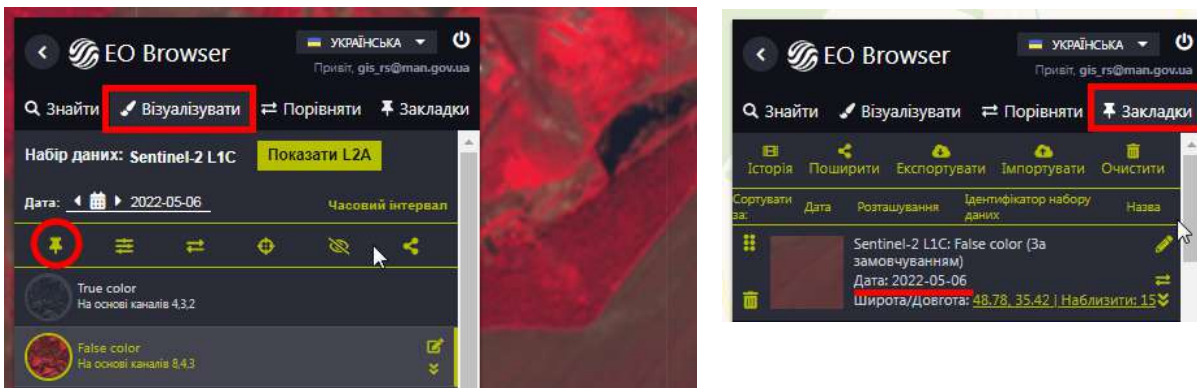 EO Browser
УКРАЇНСЬКА
Привіт, gis_rs@man.gov.ua
Знайти Візуалізувати Порівняти Закладки
Набір даних: Sentinel-2 L1C Показати L2A
Дата: 2022-05-06 Часовий інтервал
True color
На основі каналів 4,3,2
False color
На основі каналів 8,4,3
EO Browser
УКРАЇНСЬКА
Привіт, gis_rs@man.gov.ua
Знайти Візуалізувати Порівняти Закладки
Історія Поширити Експортувати Імпортувати Очистити
Сортувати за: Дата Розташування Ідентифікатор набору даних Назва
Sentinel-2 L1C: False color (За
замовчуванням)
Дата: 2022-05-06
Широта/Довгота: 48.78, 35.42 | Наблизити: 15